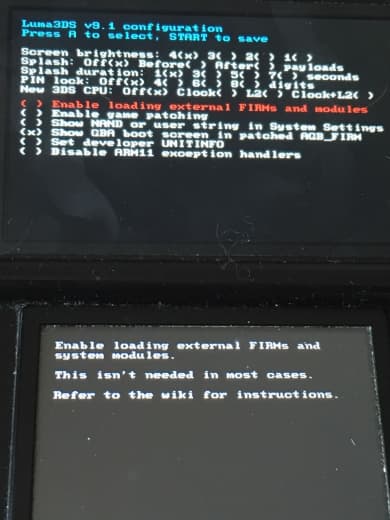 Luma3DS v9.1 configuration
Press A to select, START to save
Screen brightness: 4(x) 3( ) 2( ) 1( )
Splash: Off(x) Before( ) After( ) payloads
Splash duration: 1(x) 3( ) 5( ) 7( ) seconds
PIN lock: Off(x) 4( ) 6( ) 8( ) digits
New 3DS CPU: Off(x) Clock( ) L2( ) Clock+L2( )
( ) Enable loading external FIRMs and modules
( ) Enable game patching
( ) Show NAND or user string in System Settings
(x) Show GBA boot screen in patched AGB_FIRM
( ) Set developer UNITINFO
( ) Disable ARM11 exception handlers
Enable loading external FIRMs and
system modules.
This isn't needed in most cases.
Refer to the wiki for instructions.